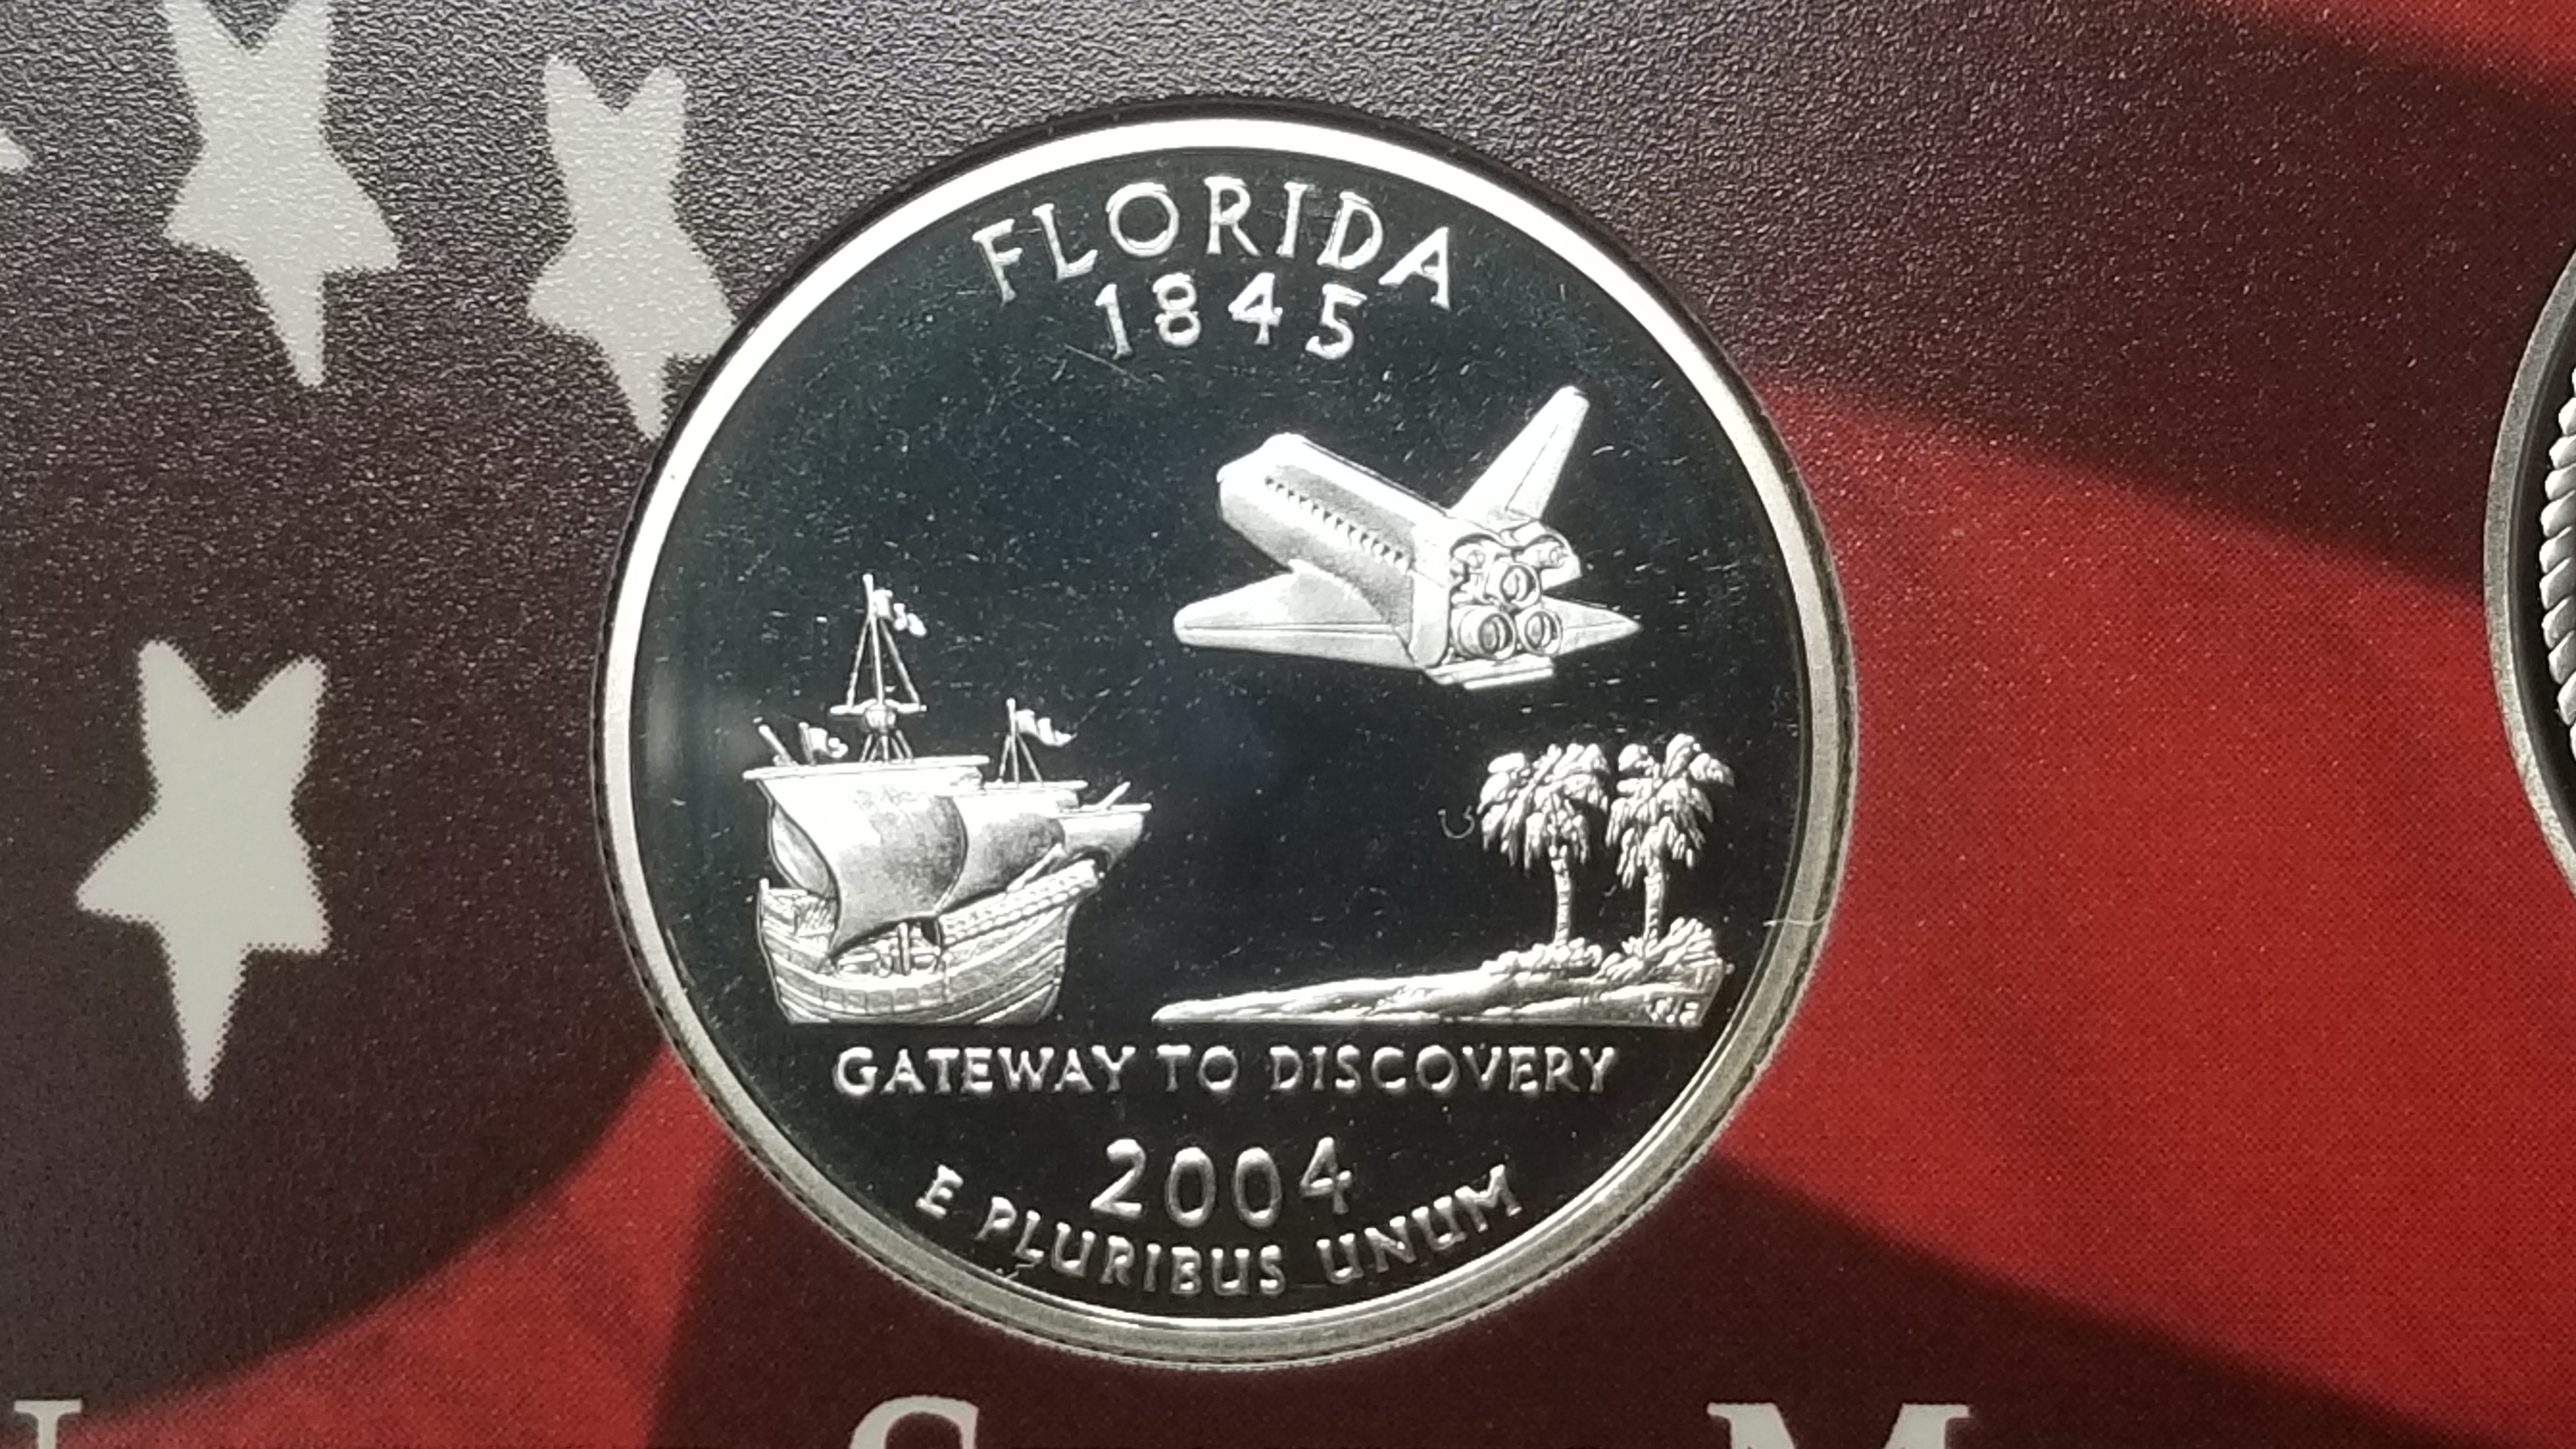 FLORIDA
1845
GATEWAY TO DISCOVERY
2004
E PLURIBUS UNUM
S M